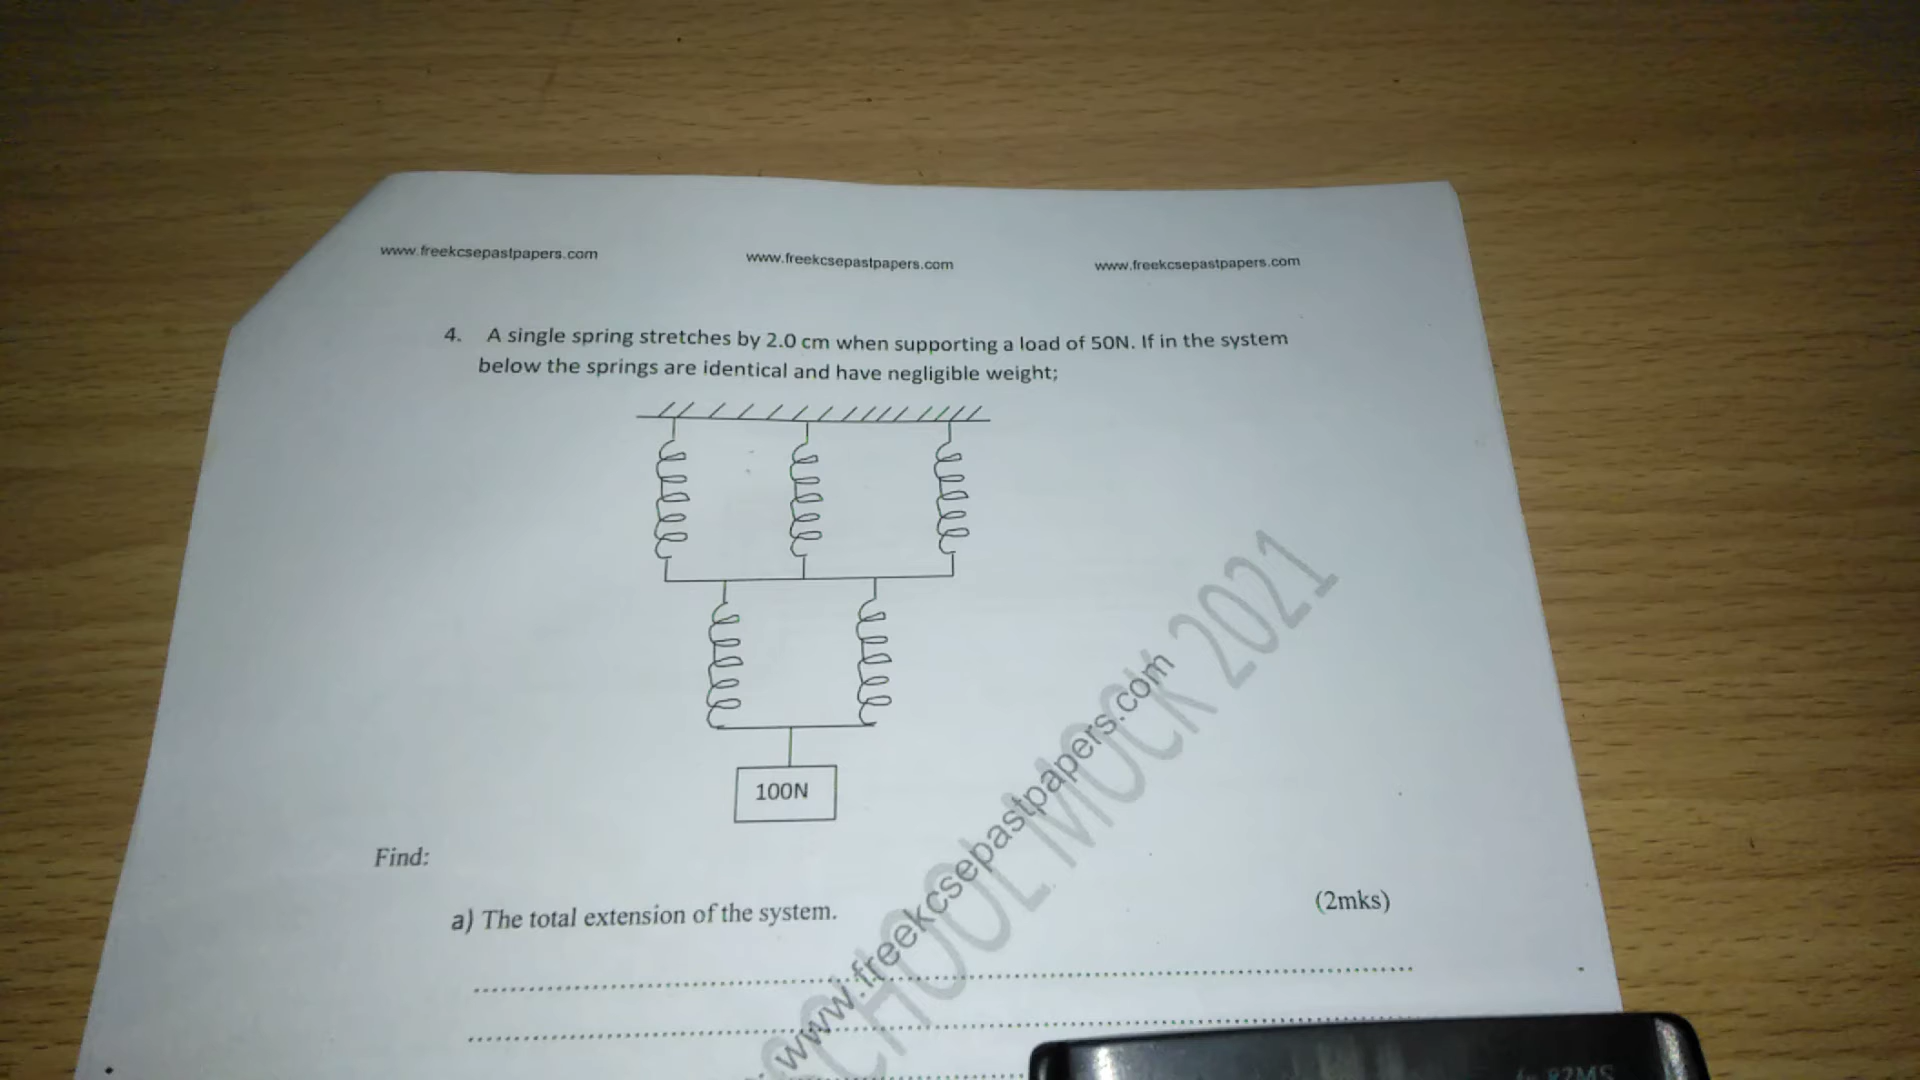 www.freekcsepastpapers.com www.freekcsepastpapers.com www.freekcsepastpapers.com
4. A single spring stretches by 2.0 cm when supporting a load of 50N. If in the system
below the springs are identical and have negligible weight;
100N
Find:
a) The total extension of the system. (2mks)
www.freekcsepastpapers.com
CHOOL MOCK 2021
82MS